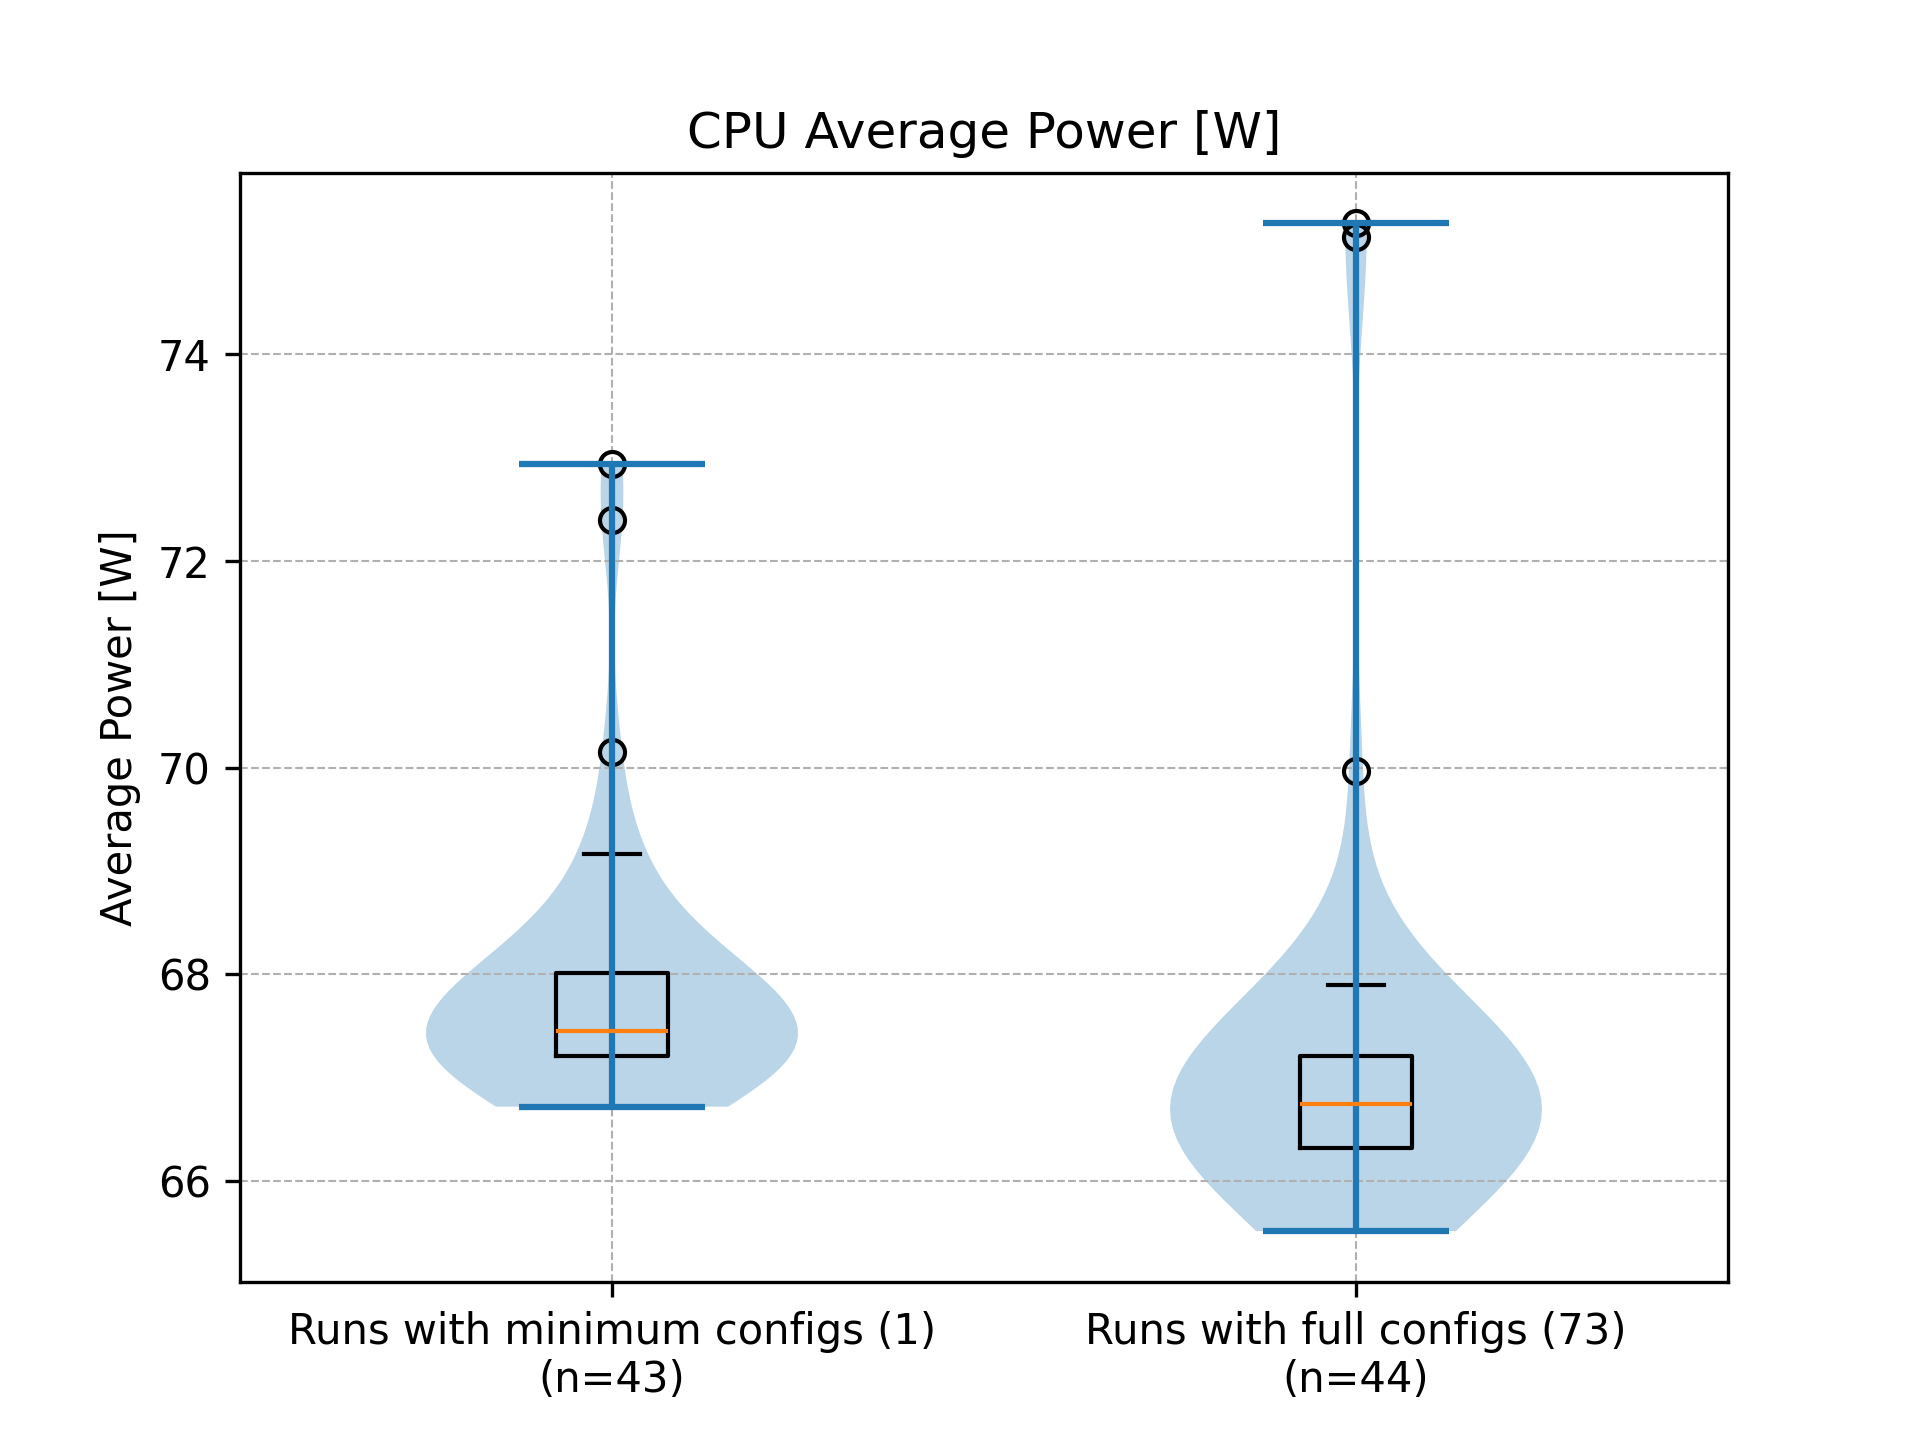 CPU Average Power [W]
Average Power [W]
74
72
70
68
66
Runs with minimum configs (1)
(n=43)
Runs with full configs (73)
(n=44)